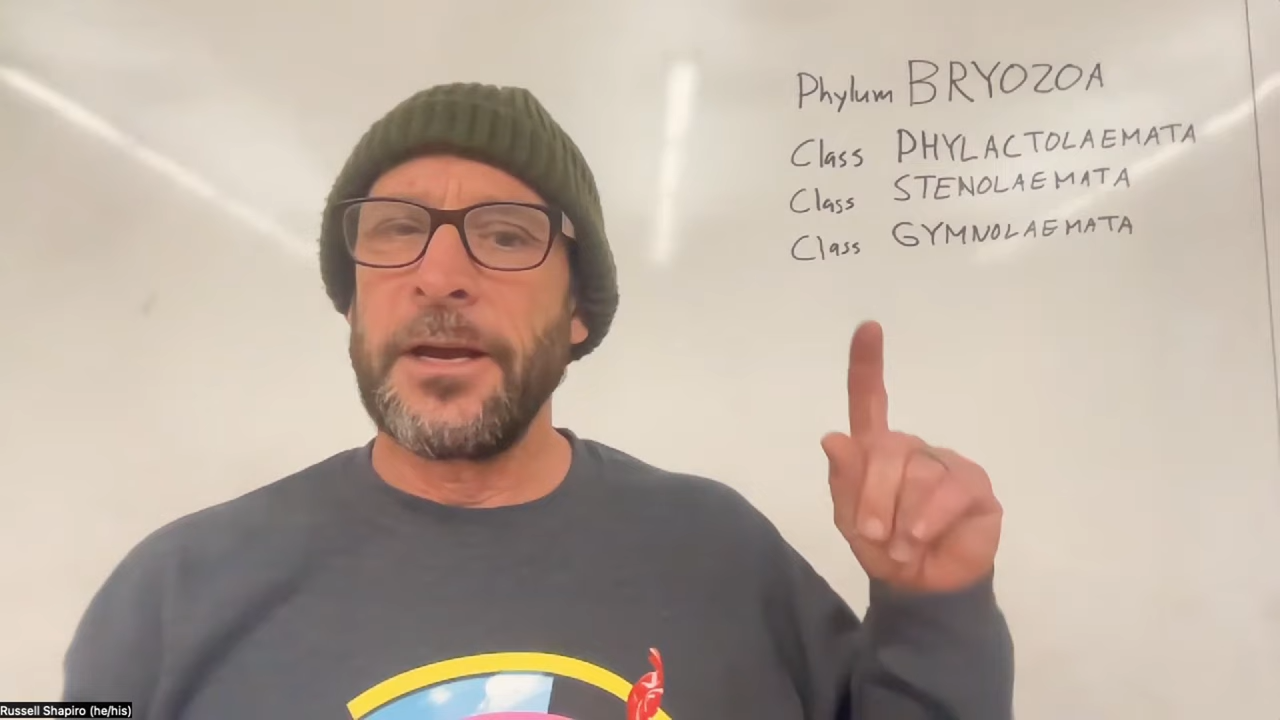 Phylum BRYOZOA
Class PHYLACTOLAEMATA
Class STENOLAEMATA
Class GYMNOLAEMATA
Russell Shapiro (he/his)